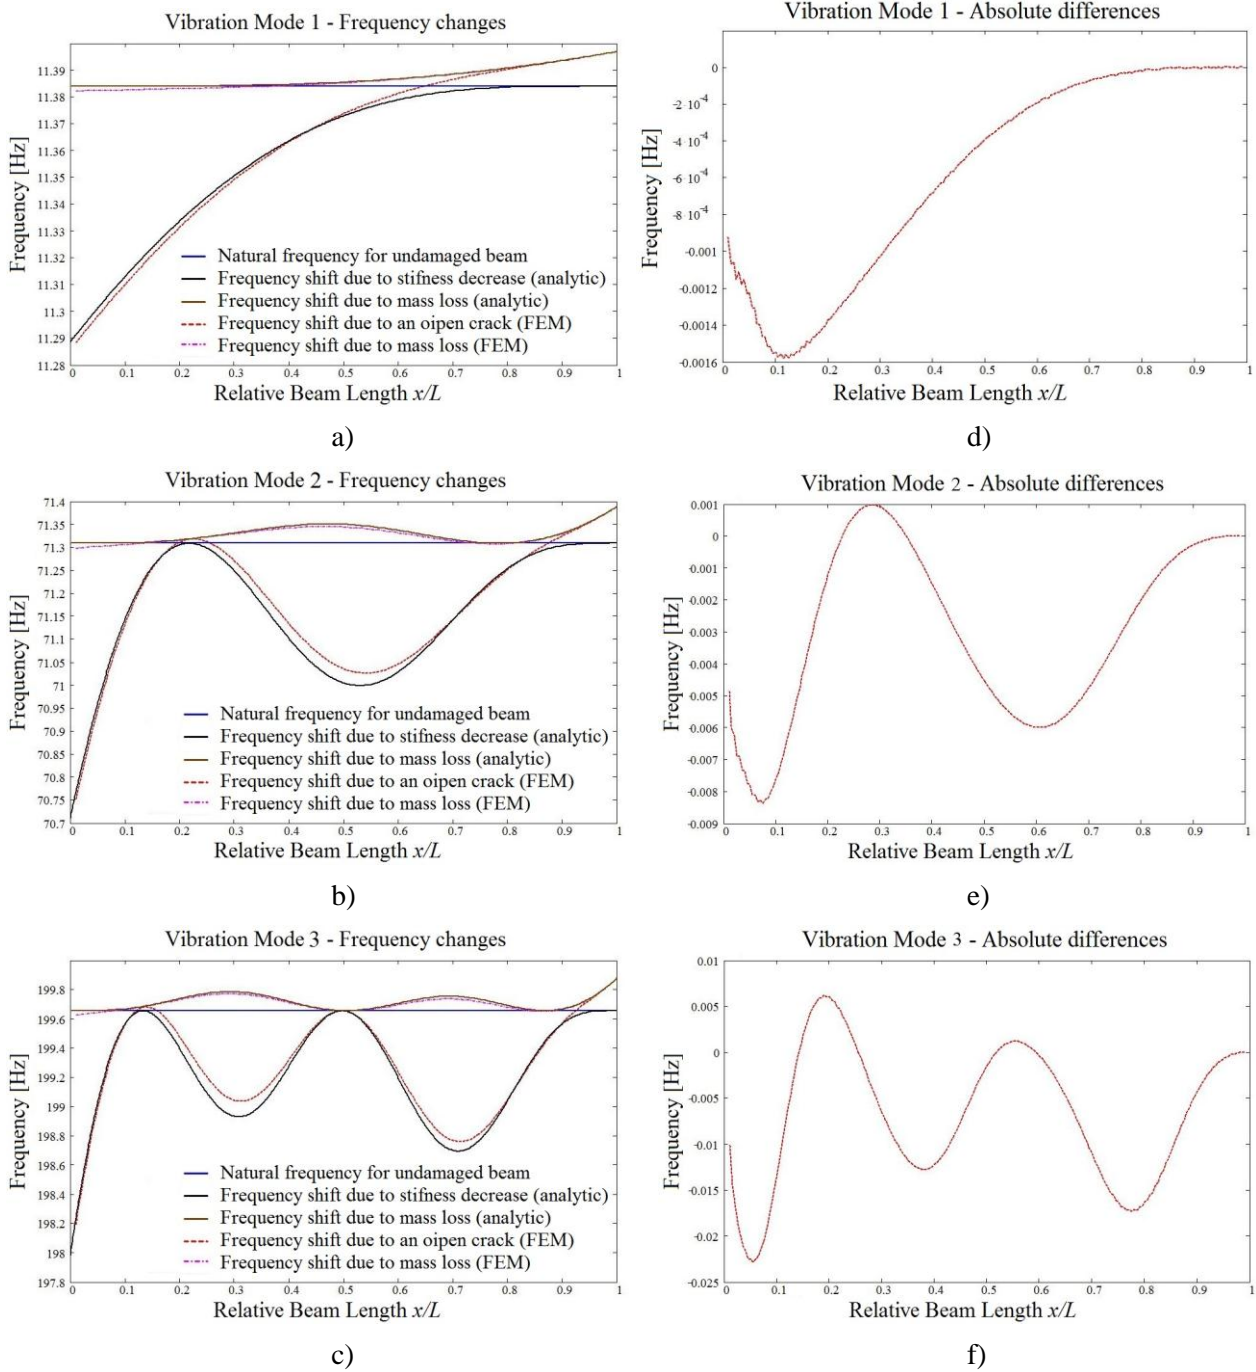 Vibration Mode 1 - Frequency changes
11.39
11.38
11.37
11.36
11.35
11.34
11.33
11.32
11.31
11.3
11.29
11.28
Frequency [Hz]
Natural frequency for undamaged beam
Frequency shift due to stifness decrease (analytic)
Frequency shift due to mass loss (analytic)
Frequency shift due to an oipen crack (FEM)
Frequency shift due to mass loss (FEM)
0 0.1 0.2 0.3 0.4 0.5 0.6 0.7 0.8 0.9 1
Relative Beam Length x/L
a)
Vibration Mode 1 - Absolute differences
0
-2·10-4
-4·10-4
-6·10-4
8·10-4
-0.001
-0.0012
-0.0014
-0.0016
Frequency [Hz]
0 0.1 0.2 0.3 0.4 0.5 0.6 0.7 0.8 0.9 1
Relative Beam Length x/L
d)
Vibration Mode 2 - Frequency changes
71.4
71.35
71.3
71.25
71.2
71.15
71.1
71.05
71
70.95
70.9
70.85
70.8
70.75
70.7
Frequency [Hz]
Natural frequency for undamaged beam
Frequency shift due to stifness decrease (analytic)
Frequency shift due to mass loss (analytic)
Frequency shift due to an oipen crack (FEM)
Frequency shift due to mass loss (FEM)
0 0.1 0.2 0.3 0.4 0.5 0.6 0.7 0.8 0.9 1
Relative Beam Length x/L
b)
Vibration Mode 2 - Absolute differences
0.001
0
-0.001
-0.002
-0.003
-0.004
-0.005
-0.006
-0.007
-0.008
-0.009
Frequency [Hz]
0 0.1 0.2 0.3 0.4 0.5 0.6 0.7 0.8 0.9 1
Relative Beam Length x/L
e)
Vibration Mode 3 - Frequency changes
199.8
199.6
199.4
199.2
199
198.8
198.6
198.4
198.2
198
197.8
Frequency [Hz]
Natural frequency for undamaged beam
Frequency shift due to stifness decrease (analytic)
Frequency shift due to mass loss (analytic)
Frequency shift due to an oipen crack (FEM)
Frequency shift due to mass loss (FEM)
0 0.1 0.2 0.3 0.4 0.5 0.6 0.7 0.8 0.9 1
Relative Beam Length x/L
c)
Vibration Mode 3 - Absolute differences
0.01
0.005
0
-0.005
-0.01
-0.015
-0.02
-0.025
Frequency [Hz]
0 0.1 0.2 0.3 0.4 0.5 0.6 0.7 0.8 0.9 1
Relative Beam Length x/L
f)